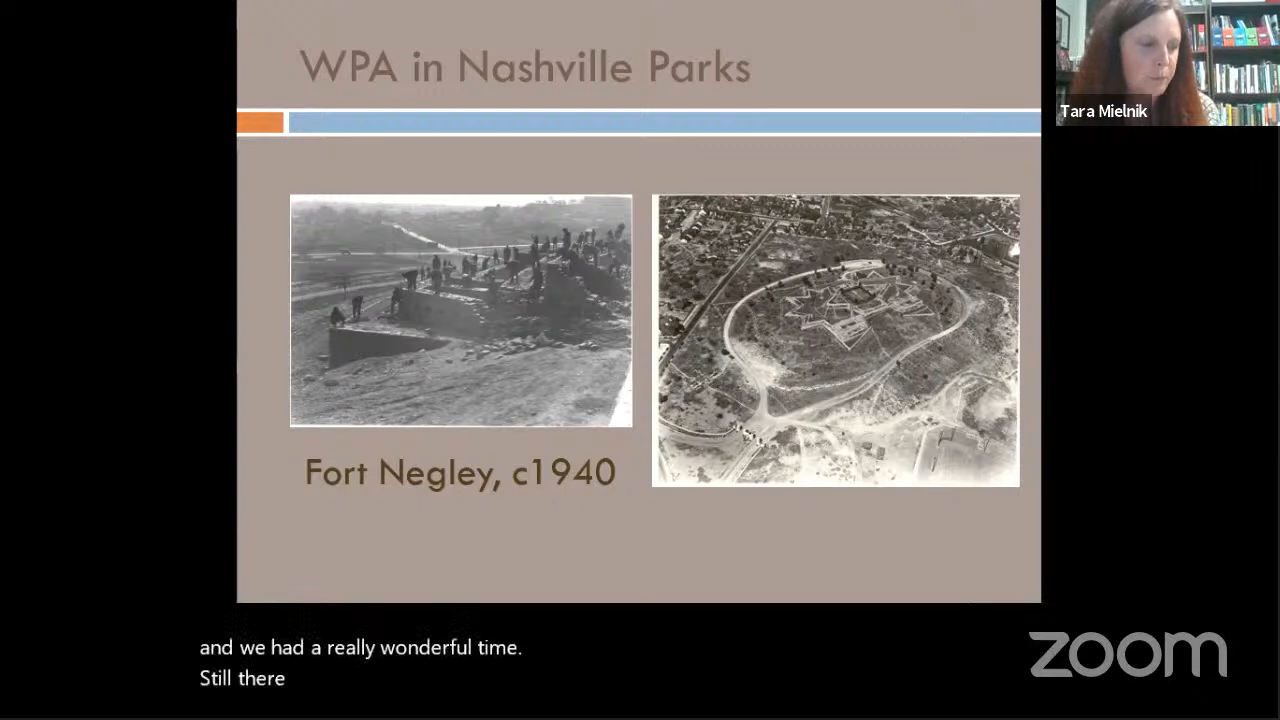 WPA in Nashville Parks
Tara Mielnik
Fort Negley, c1940
and we had a really wonderful time.
Still there
zoom